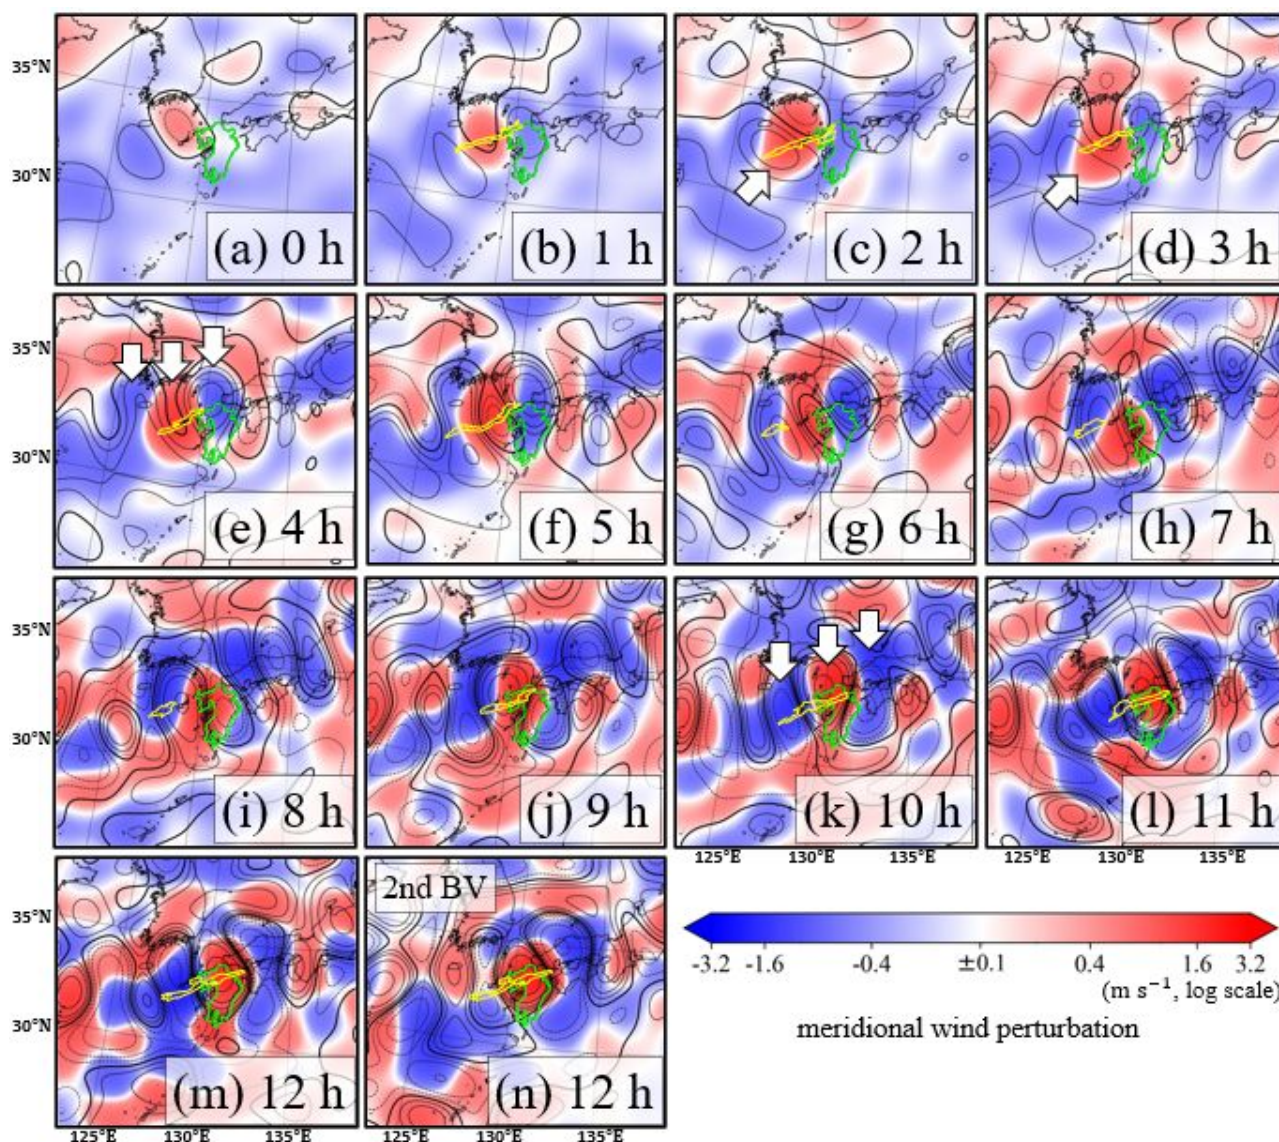 35°N
30°N
(a) 0 h
(b) 1 h
(c) 2 h
(d) 3 h
35°N
30°N
(e) 4 h
(f) 5 h
(g) 6 h
(h) 7 h
35°N
30°N
(i) 8 h
(j) 9 h
(k) 10 h
(l) 11 h
125°E 130°E 135°E 125°E 130°E 135°E
2nd BV
35°N
30°N
(m) 12 h
(n) 12 h
125°E 130°E 135°E 125°E 130°E 135°E
-3.2 -1.6 -0.4 ±0.1 0.4 1.6 3.2
(m s⁻¹, log scale)
meridional wind perturbation